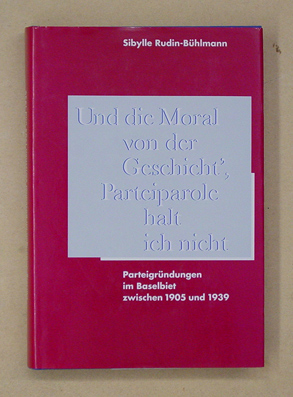 Sibylle Rudin-Bühlmann
Und die Moral
von der
Geschicht',
Parteiparole
halt
ich nicht
Parteigründungen
im Baselbiet
zwischen 1905 und 1939